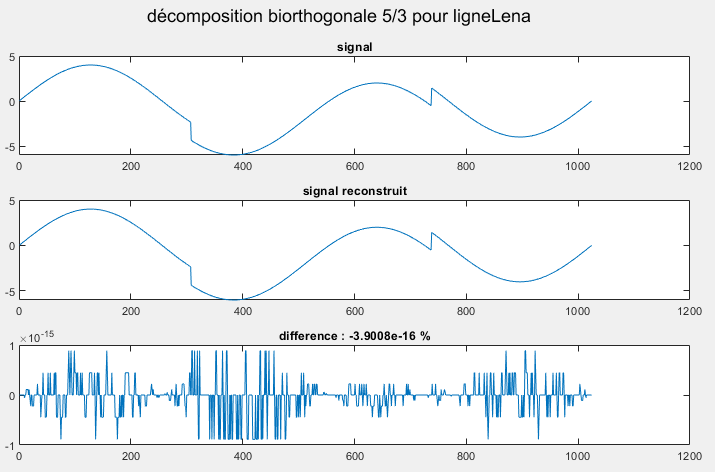 décomposition biorthogonale 5/3 pour ligneLena
signal
5
0
-5
0 200 400 600 800 1000 1200
signal reconstruit
5
0
-5
0 200 400 600 800 1000 1200
difference : -3.9008e-16 %
×10^-15
1
0
-1
0 200 400 600 800 1000 1200